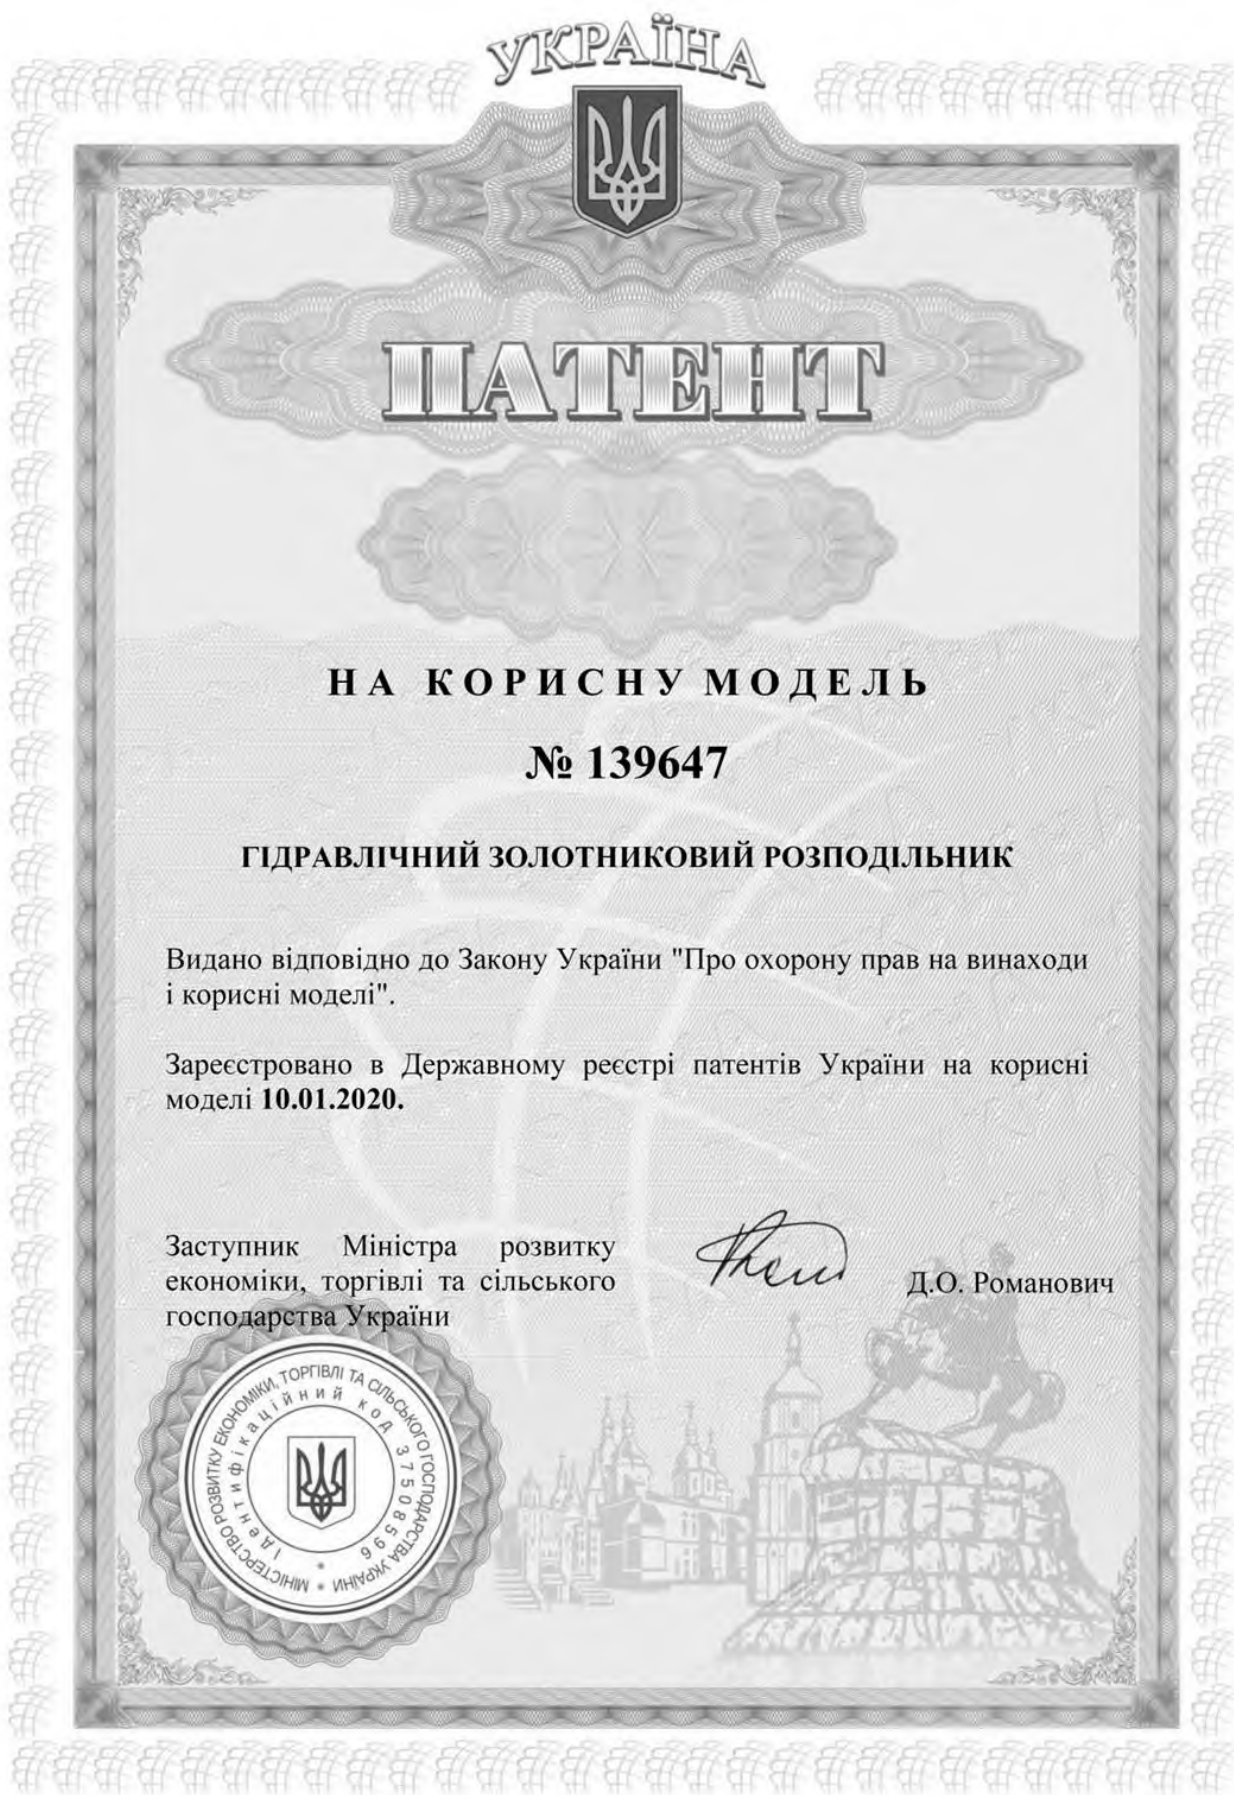 УКРАЇНА
ПАТЕНТ
НА КОРИСНУ МОДЕЛЬ
№ 139647
ГІДРАВЛІЧНИЙ ЗОЛОТНИКОВИЙ РОЗПОДІЛЬНИК
Видано відповідно до Закону України "Про охорону прав на винаходи
і корисні моделі".
Зареєстровано в Державному реєстрі патентів України на корисні
моделі 10.01.2020.
Заступник Міністра розвитку
економіки, торгівлі та сільського
господарства України
Д.О. Романович
МІНІСТЕРСТВО РОЗВИТКУ ЕКОНОМІКИ, ТОРГІВЛІ ТА СІЛЬСЬКОГО ГОСПОДАРСТВА УКРАЇНИ *
Ідентифікаційний код 37508596 *